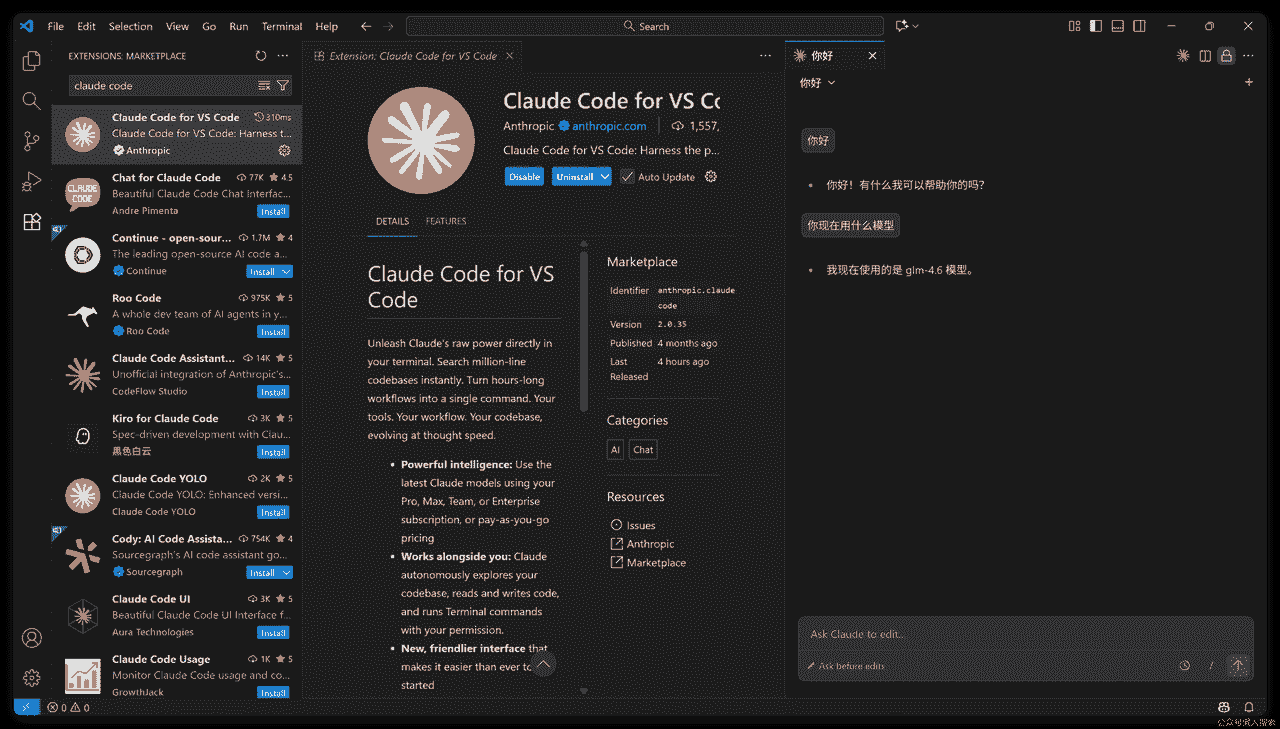 File Edit Selection View Go Run Terminal Help
Search
EXTENSIONS: MARKETPLACE
claude code
Claude Code for VS Code 310ms
Claude Code for VS Code: Harness t...
Anthropic
Chat for Claude Code 77K 4.5
Beautiful Claude Code Chat Interfac...
Andre Pimenta Install
CLAUDE CODE
Continue - open-sour... 1.7M 4
The leading open-source AI code a...
Continue Install
Roo Code 975K 5
A whole dev team of AI agents in y...
Roo Code Install
Claude Code Assistant... 14K 5
Unofficial integration of Anthropic's...
CodeFlow Studio Install
Kiro for Claude Code 3K 5
Spec-driven development with Clau...
黑色白云 Install
Claude Code YOLO 2K 5
Claude Code YOLO: Enhanced versi...
Claude Code YOLO Install
Cody: AI Code Assista... 754K 4
Sourcegraph's AI code assistant go...
Sourcegraph Install
Claude Code UI 3K 5
Beautiful Claude Code UI Interface f...
Aura Technologies Install
Claude Code Usage 1K 5
Monitor Claude Code usage and co...
GrowthJack Install
Extension: Claude Code for VS Code
Claude Code for VS Co
Anthropic anthropic.com 1,557,
Claude Code for VS Code: Harness the p...
Disable Uninstall Auto Update
DETAILS FEATURES
Claude Code for VS
Code
Unleash Claude's raw power directly in
your terminal. Search million-line
codebases instantly. Turn hours-long
workflows into a single command. Your
tools. Your workflow. Your codebase,
evolving at thought speed.
• Powerful intelligence: Use the
latest Claude models using your
Pro, Max, Team, or Enterprise
subscription, or pay-as-you-go
pricing
• Works alongside you: Claude
autonomously explores your
codebase, reads and writes code,
and runs Terminal commands
with your permission.
• New, friendlier interface that
makes it easier than ever to
started
Marketplace
Identifier anthropic.claude
code
Version 2.0.35
Published 4 months ago
Last 4 hours ago
Released
Categories
AI Chat
Resources
Issues
Anthropic
Marketplace
你好
你好
你好
• 你好！有什么我可以帮助你的吗？
你现在用什么模型
• 我现在使用的是 glm-4.6 模型。
Ask Claude to edit...
Ask before edits /
0 0